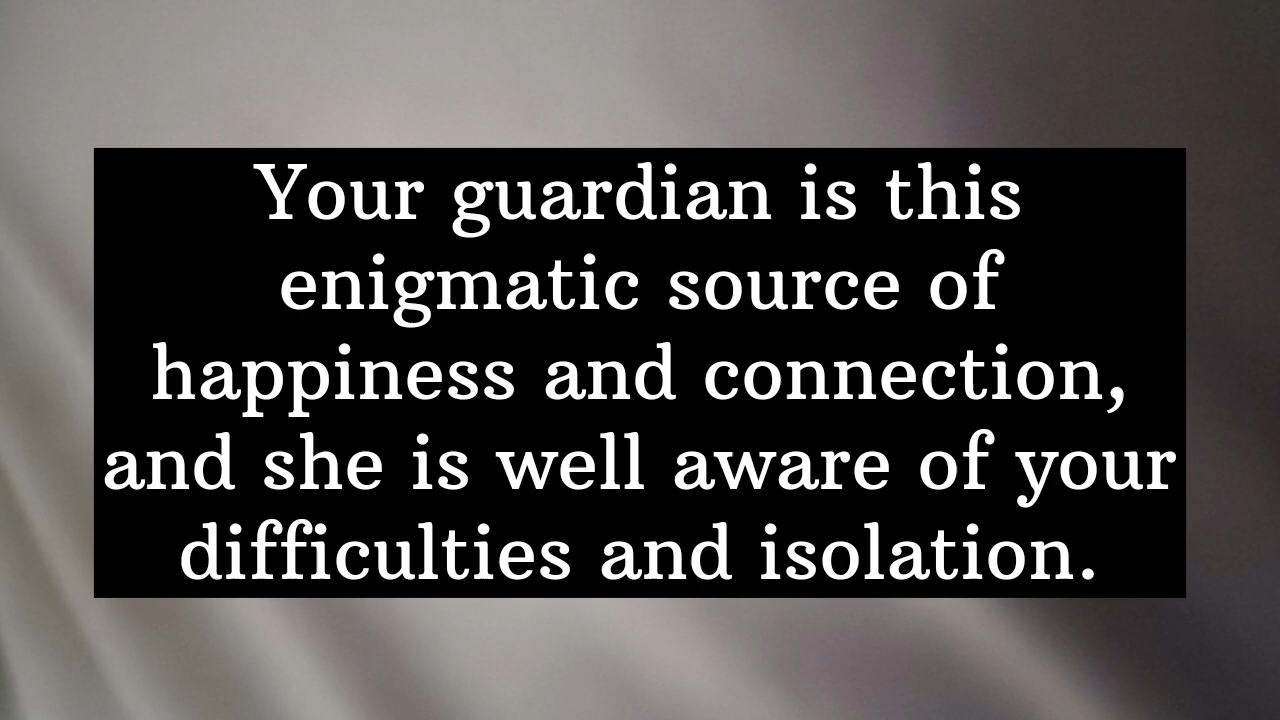 Your guardian is this
enigmatic source of
happiness and connection,
and she is well aware of your
difficulties and isolation.